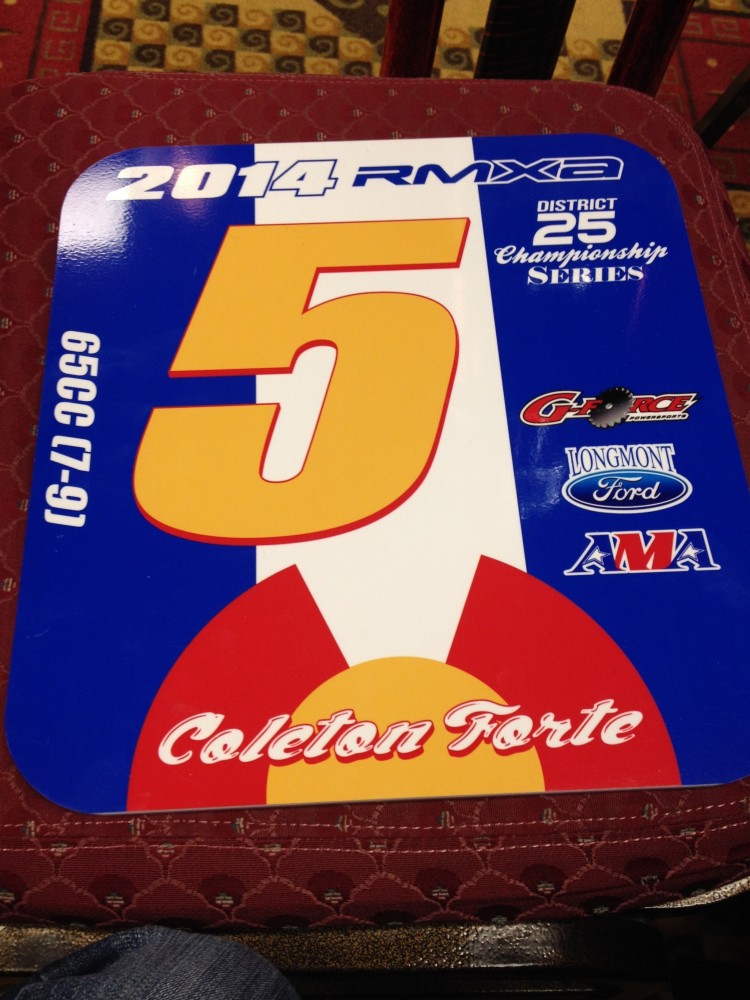 2014 RMXA
DISTRICT
25
Championship
SERIES
5
65CC (7-9)
G-FORCE
POWERSPORTS
LONGMONT
Ford
AMA
Coleton Forte